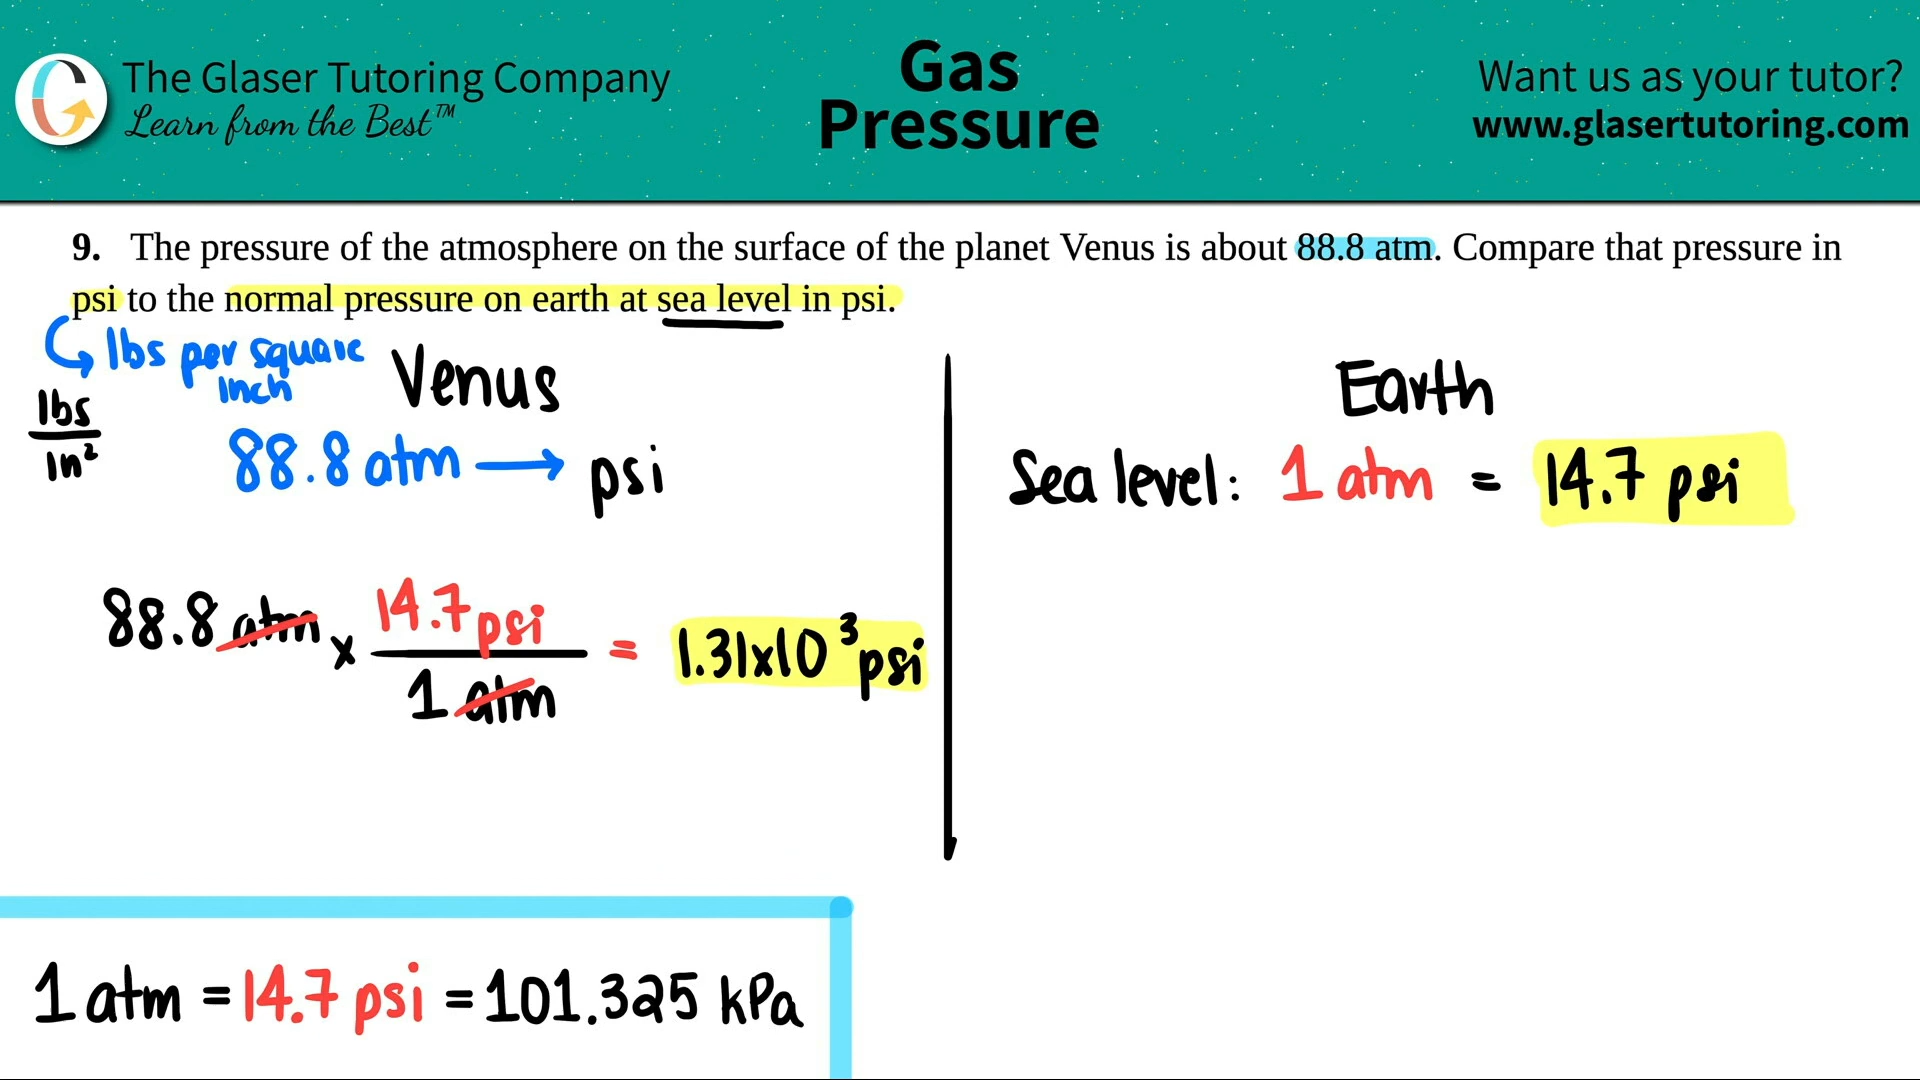 The Glaser Tutoring Company
Learn from the Best™
Gas
Pressure
Want us as your tutor?
www.glasertutoring.com
9. The pressure of the atmosphere on the surface of the planet Venus is about 88.8 atm. Compare that pressure in
psi to the normal pressure on earth at sea level in psi.
lbs per square
inch
lbs
in²
Venus
88.8 atm → psi
88.8 atm x 14.7 psi
1 atm
= 1.31x10³ psi
Earth
Sea level: 1 atm = 14.7 psi
1 atm = 14.7 psi = 101.325 kPa